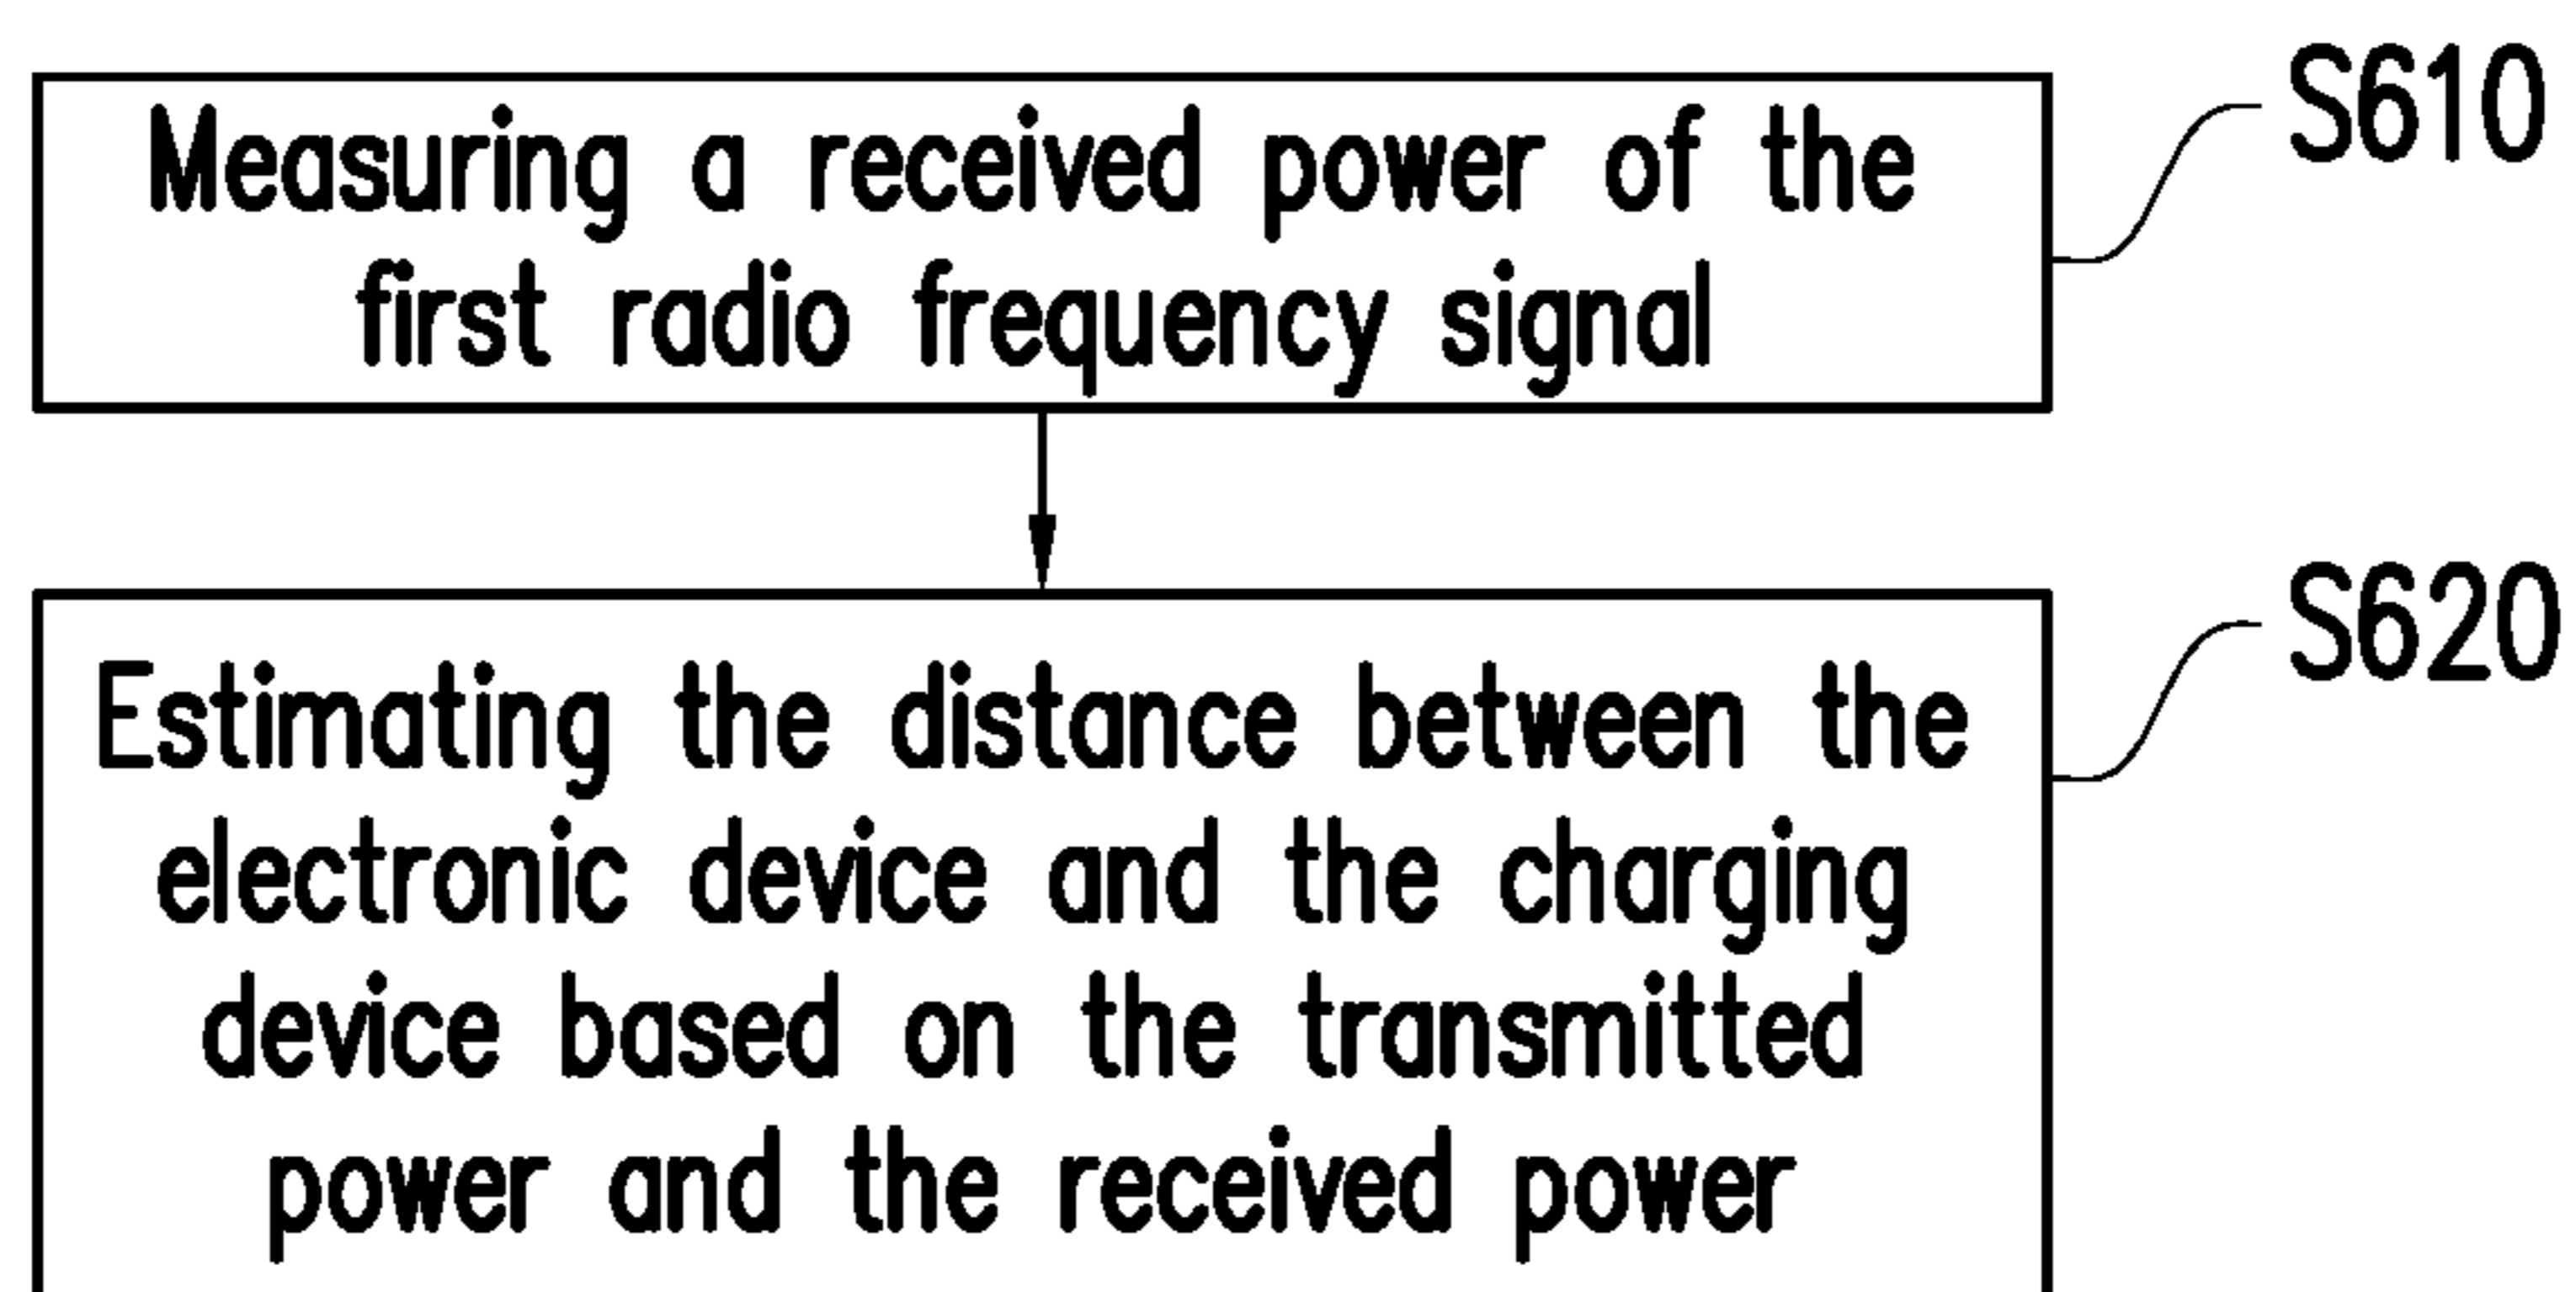 S610
Measuring a received power of the
first radio frequency signal
S620
Estimating the distance between the
electronic device and the charging
device based on the transmitted
power and the received power